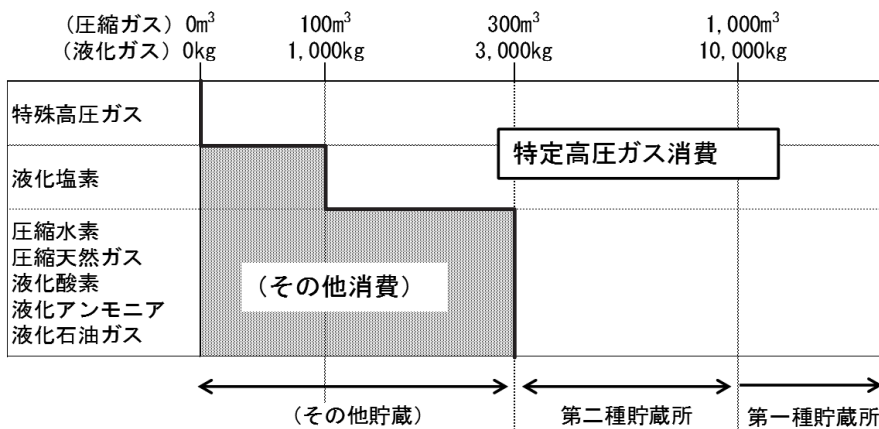 (圧縮ガス) 0m³ 100m³ 300m³ 1,000m³
(液化ガス) 0kg 1,000kg 3,000kg 10,000kg
特殊高圧ガス
特定高圧ガス消費
液化塩素
圧縮水素
圧縮天然ガス
液化酸素
液化アンモニア
液化石油ガス
(その他消費)
(その他貯蔵) 第二種貯蔵所 第一種貯蔵所